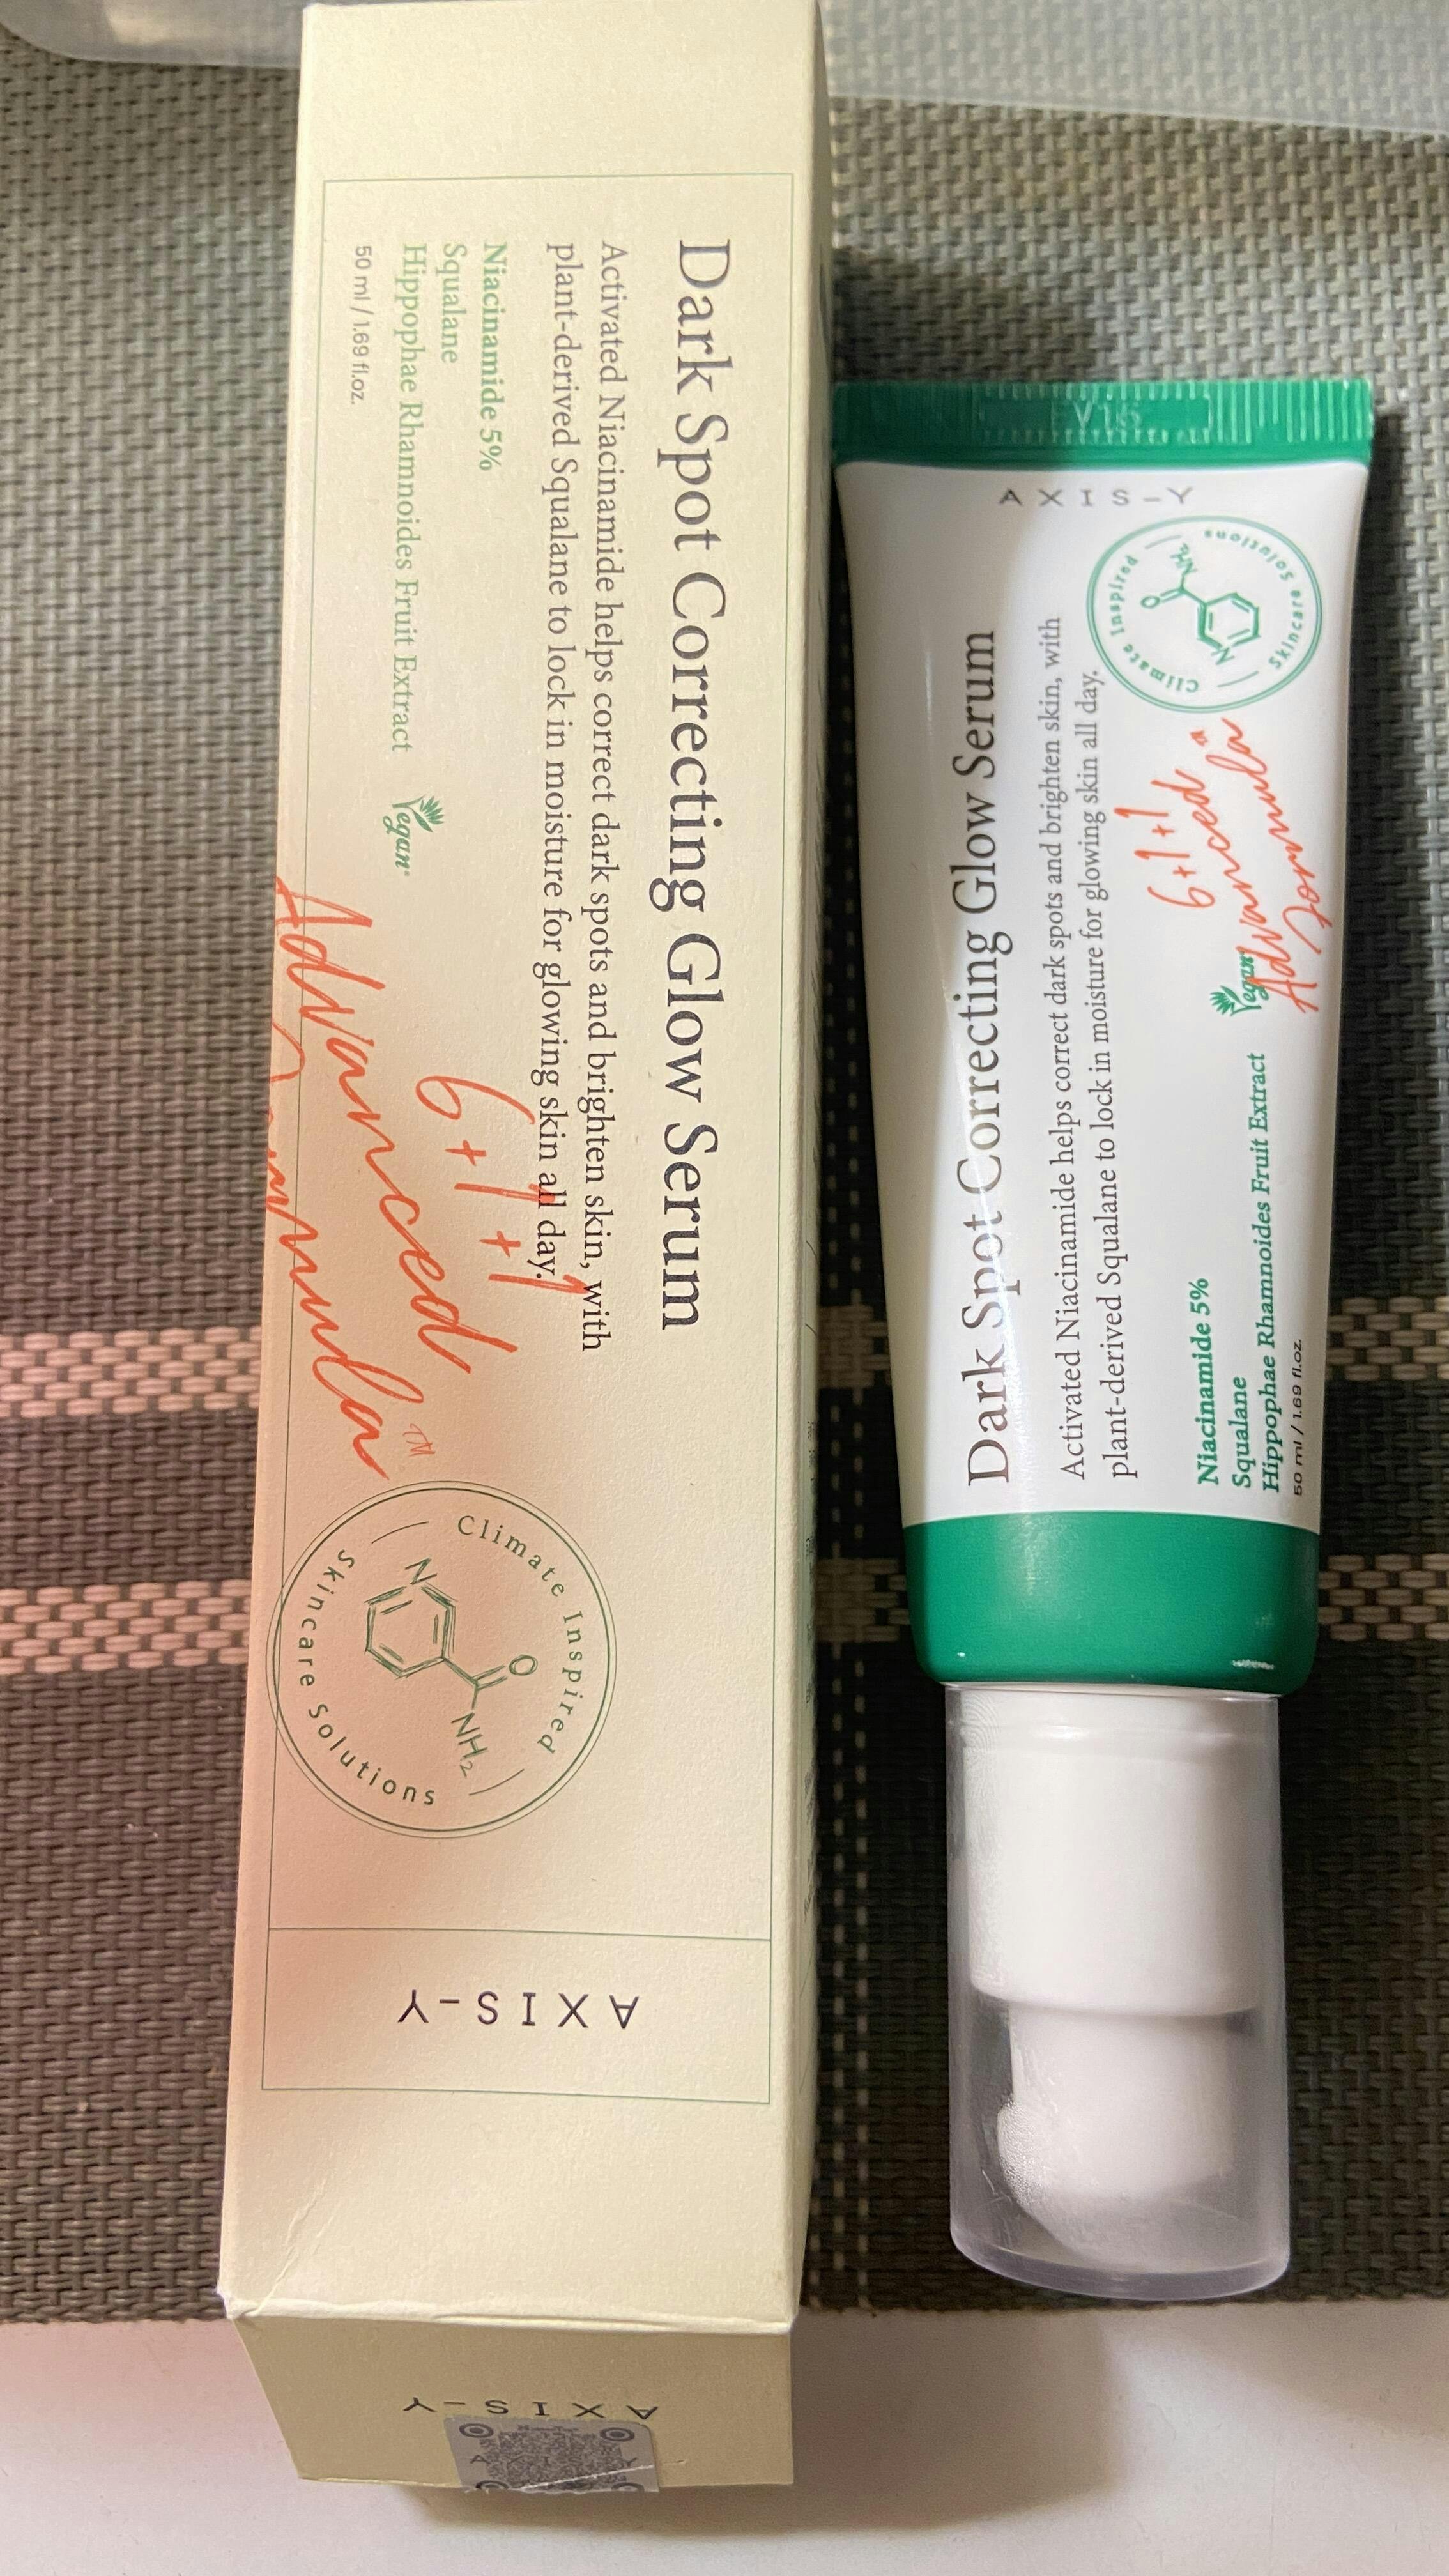 Dark Spot Correcting Glow Serum
Activated Niacinamide helps correct dark spots and brighten skin, with
plant-derived Squalane to lock in moisture for glowing skin all day.
Niacinamide 5%
Squalane
Hippophae Rhamnoides Fruit Extract
50 ml / 1.69 fl.oz.
Vegan
6+1+1
Advanced
Formula
Climate Inspired
Skincare Solutions
N
O
NH₂
AXIS-Y
AXIS-Y
AXIS-Y
Climate Inspired
Skincare Solutions
N
O
NH₂
Dark Spot Correcting Glow Serum
Activated Niacinamide helps correct dark spots and brighten skin, with
plant-derived Squalane to lock in moisture for glowing skin all day.
6+1+1
Advanced
Formula
Vegan
Niacinamide 5%
Squalane
Hippophae Rhamnoides Fruit Extract
50 ml / 1.69 fl.oz.